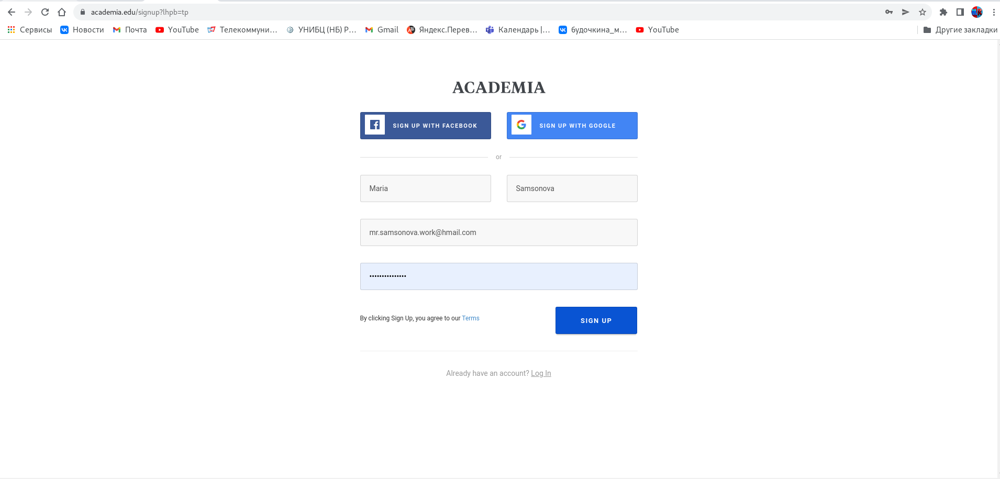 academia.edu/signup?lhpb=tp
Сервисы Новости Почта YouTube Телекоммуни... УНИБЦ (НБ) Р... Gmail Яндекс.Перев... Календарь |... будочкина_м... YouTube Другие закладки
ACADEMIA
SIGN UP WITH FACEBOOK SIGN UP WITH GOOGLE
or
Maria Samsonova
mr.samsonova.work@hmail.com
•••••••••••••••
By clicking Sign Up, you agree to our Terms SIGN UP
Already have an account? Log In